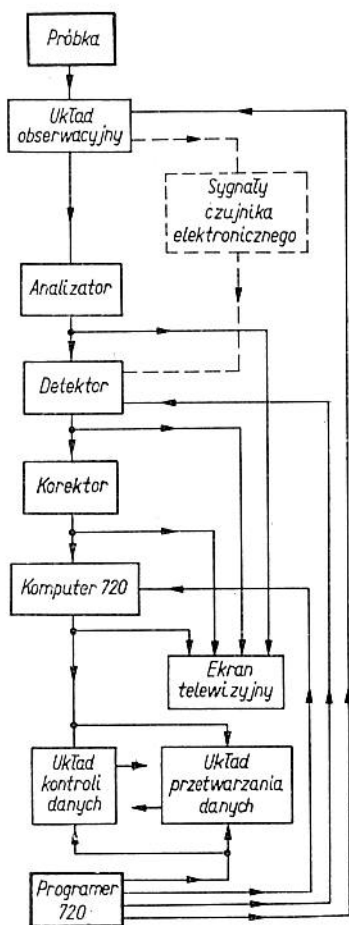 Próbka
Układ
obserwacyjny
Sygnały
czujnika
elektronicznego
Analizator
Detektor
Korektor
Komputer 720
Ekran
telewizyjny
Układ
kontroli
danych
Układ
przetwarzania
danych
Programer
720